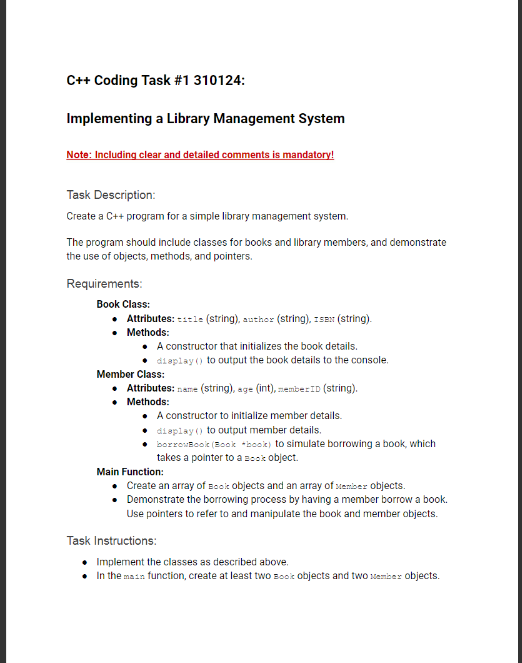 C++ Coding Task #1 310124:
Implementing a Library Management System
Note: Including clear and detailed comments is mandatory!
Task Description:
Create a C++ program for a simple library management system.
The program should include classes for books and library members, and demonstrate
the use of objects, methods, and pointers.
Requirements:
Book Class:
● Attributes: title (string), author (string), ISBN (string).
● Methods:
● A constructor that initializes the book details.
● display() to output the book details to the console.
Member Class:
● Attributes: name (string), age (int), memberID (string).
● Methods:
● A constructor to initialize member details.
● display() to output member details.
● borrowBook(Book *book) to simulate borrowing a book, which
takes a pointer to a Book object.
Main Function:
● Create an array of Book objects and an array of Member objects.
● Demonstrate the borrowing process by having a member borrow a book.
Use pointers to refer to and manipulate the book and member objects.
Task Instructions:
● Implement the classes as described above.
● In the main function, create at least two Book objects and two Member objects.